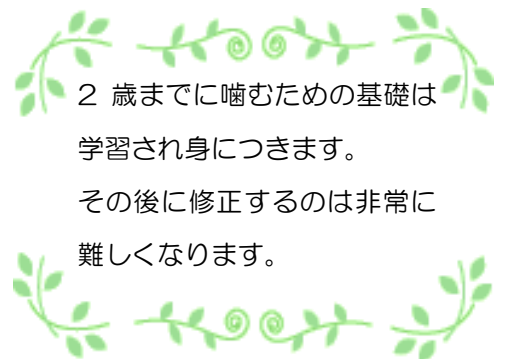 ２ 歳までに噛むための基礎は
学習され身につきます。
その後に修正するのは非常に
難しくなります。